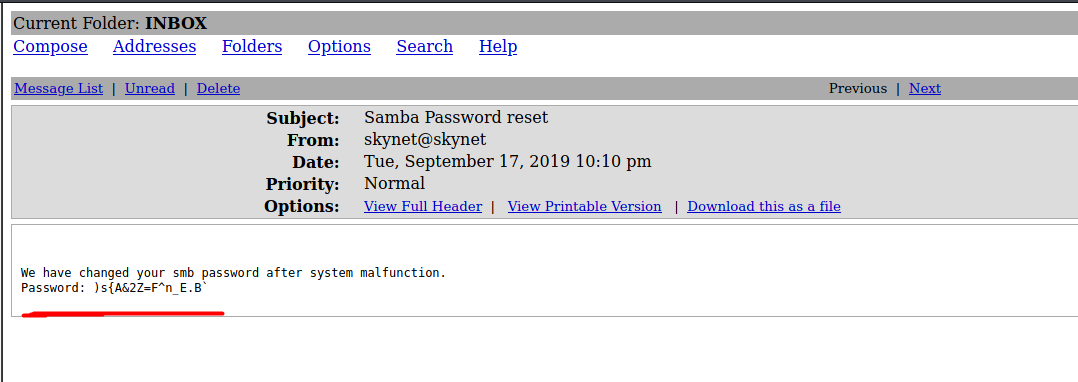 Current Folder: INBOX
Compose Addresses Folders Options Search Help
Message List | Unread | Delete Previous | Next
Subject: Samba Password reset
From: skynet@skynet
Date: Tue, September 17, 2019 10:10 pm
Priority: Normal
Options: View Full Header | View Printable Version | Download this as a file
We have changed your smb password after system malfunction.
Password: )s{A&2Z=F^n_E.B`